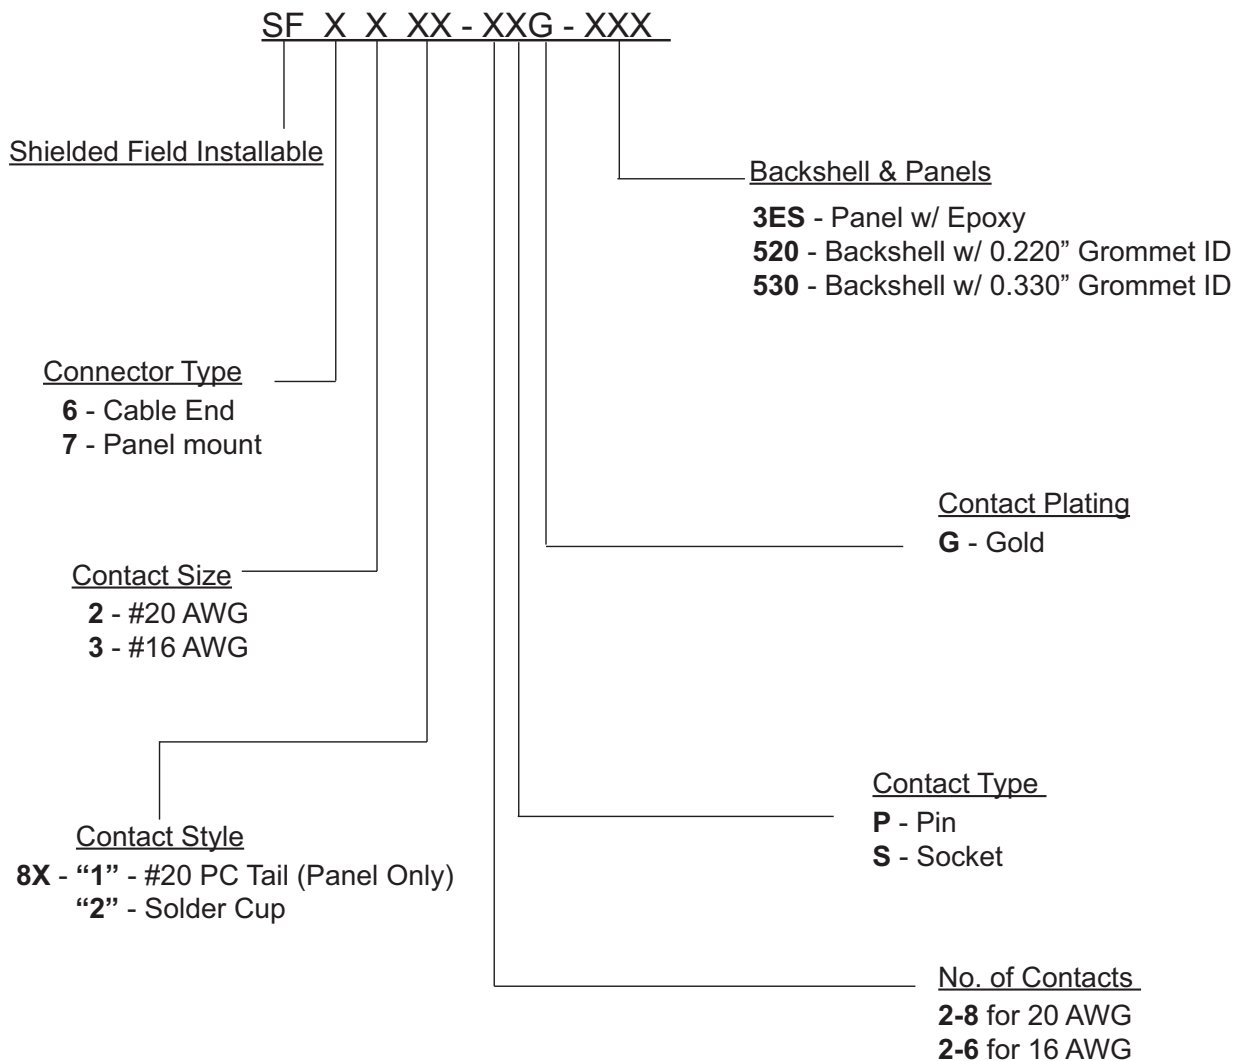 SF X X XX - XXG - XXX
Shielded Field Installable
Backshell & Panels
3ES - Panel w/ Epoxy
520 - Backshell w/ 0.220” Grommet ID
530 - Backshell w/ 0.330” Grommet ID
Connector Type
6 - Cable End
7 - Panel mount
Contact Plating
G - Gold
Contact Size
2 - #20 AWG
3 - #16 AWG
Contact Type
P - Pin
S - Socket
Contact Style
8X - “1” - #20 PC Tail (Panel Only)
“2” - Solder Cup
No. of Contacts
2-8 for 20 AWG
2-6 for 16 AWG